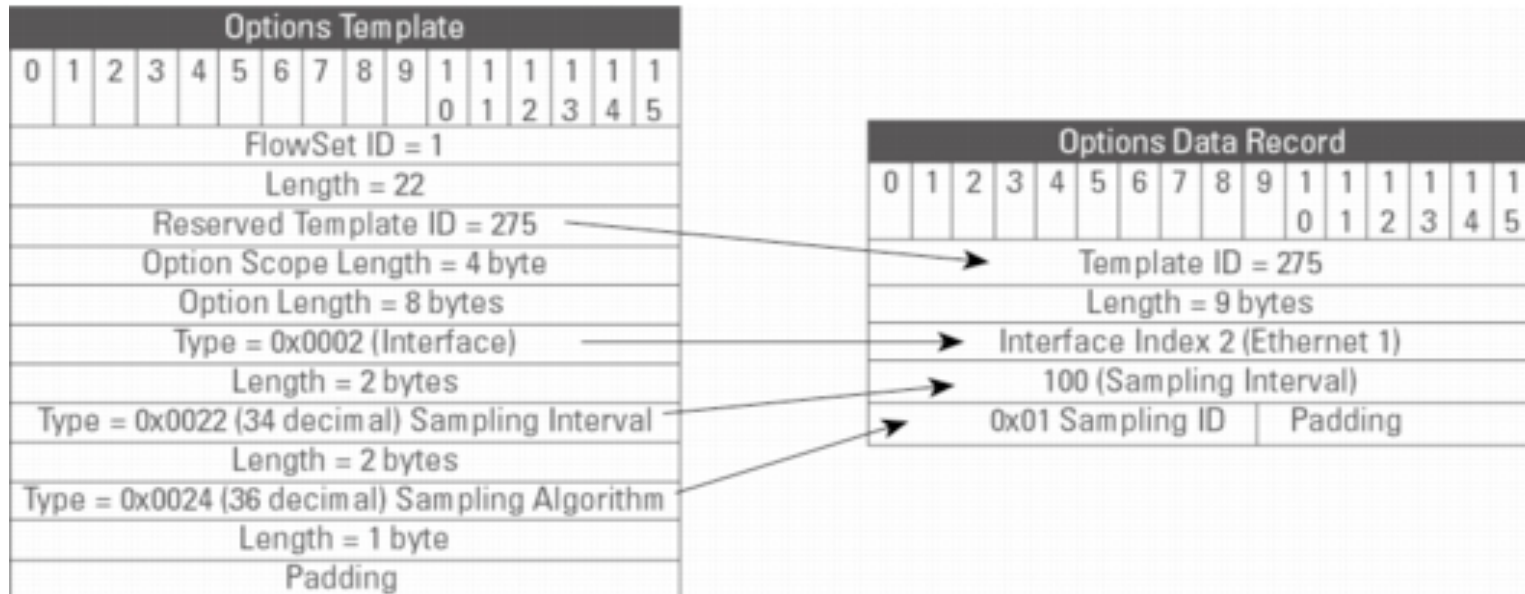 Options Template
0 1 2 3 4 5 6 7 8 9 1 1 1 1 1 1
0 1 2 3 4 5
FlowSet ID = 1
Length = 22
Reserved Template ID = 275
Option Scope Length = 4 byte
Option Length = 8 bytes
Type = 0x0002 (Interface)
Length = 2 bytes
Type = 0x0022 (34 decimal) Sampling Interval
Length = 2 bytes
Type = 0x0024 (36 decimal) Sampling Algorithm
Length = 1 byte
Padding
Options Data Record
0 1 2 3 4 5 6 7 8 9 1 1 1 1 1 1
0 1 2 3 4 5
Template ID = 275
Length = 9 bytes
Interface Index 2 (Ethernet 1)
100 (Sampling Interval)
0x01 Sampling ID Padding